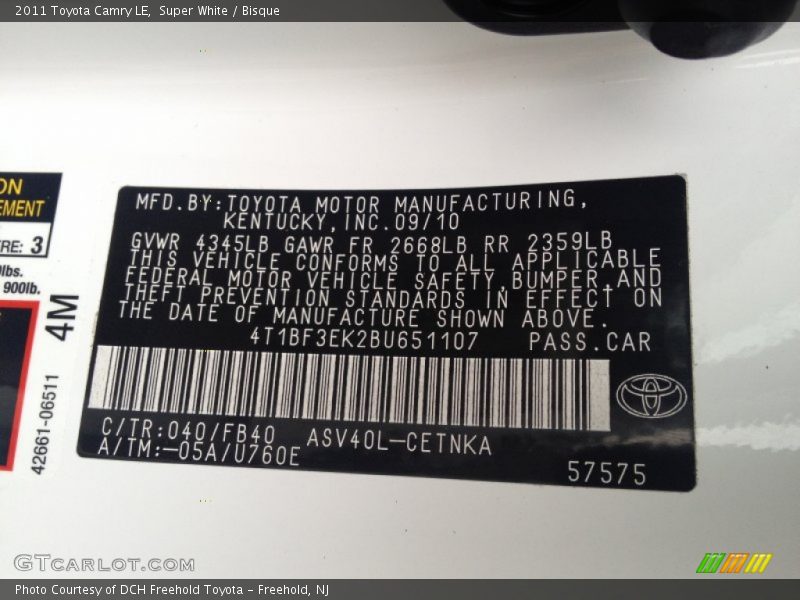 2011 Toyota Camry LE, Super White / Bisque
ON
EMENT
RE: 3
lbs.
900lb.
4M
42661-06511
MFD.BY:TOYOTA MOTOR MANUFACTURING,
KENTUCKY,INC.09/10
GVWR 4345LB GAWR FR 2668LB RR 2359LB
THIS VEHICLE CONFORMS TO ALL APPLICABLE
FEDERAL MOTOR VEHICLE SAFETY,BUMPER,AND
THEFT PREVENTION STANDARDS IN EFFECT ON
THE DATE OF MANUFACTURE SHOWN ABOVE.
4T1BF3EK2BU651107 PASS.CAR
C/TR:040/FB40 ASV40L-CETNKA
A/TM:-05A/U760E
57575
GTCARLOT.COM
Photo Courtesy of DCH Freehold Toyota - Freehold, NJ